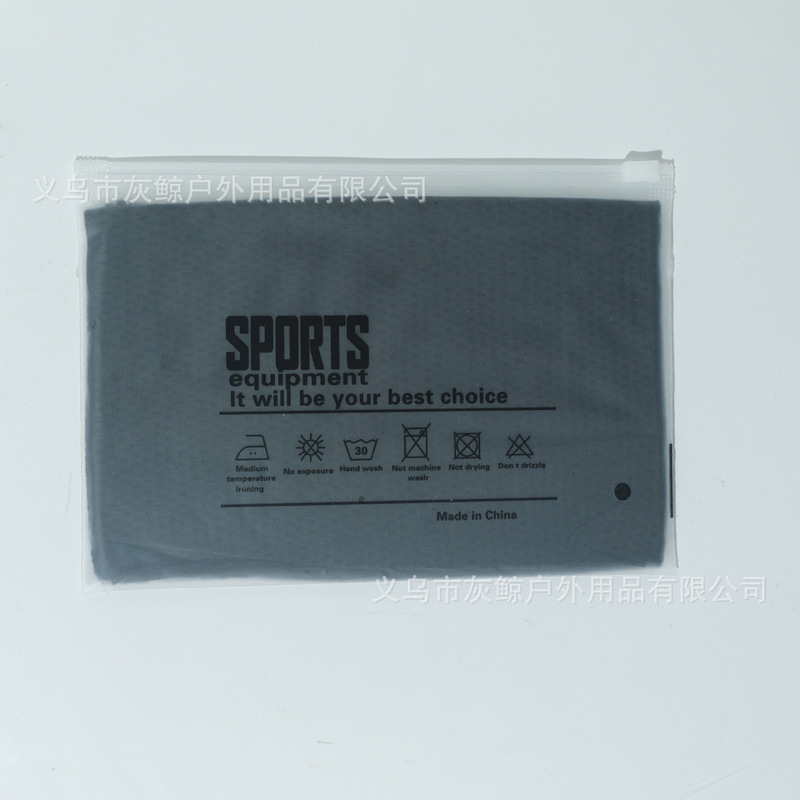 义乌市灰鲸户外用品有限公司
SPORTS
equipment
It will be your best choice
30
Medium temperature ironing
No exposure
Hand wash
Not machine wash
Not drying
Don t drizzle
Made in China
义乌市灰鲸户外用品有限公司